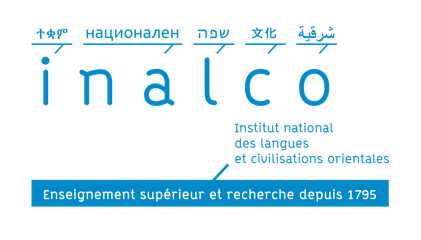 ተቋም национален שפה 文化 شرقية
inalco
Institut national
des langues
et civilisations orientales
Enseignement supérieur et recherche depuis 1795